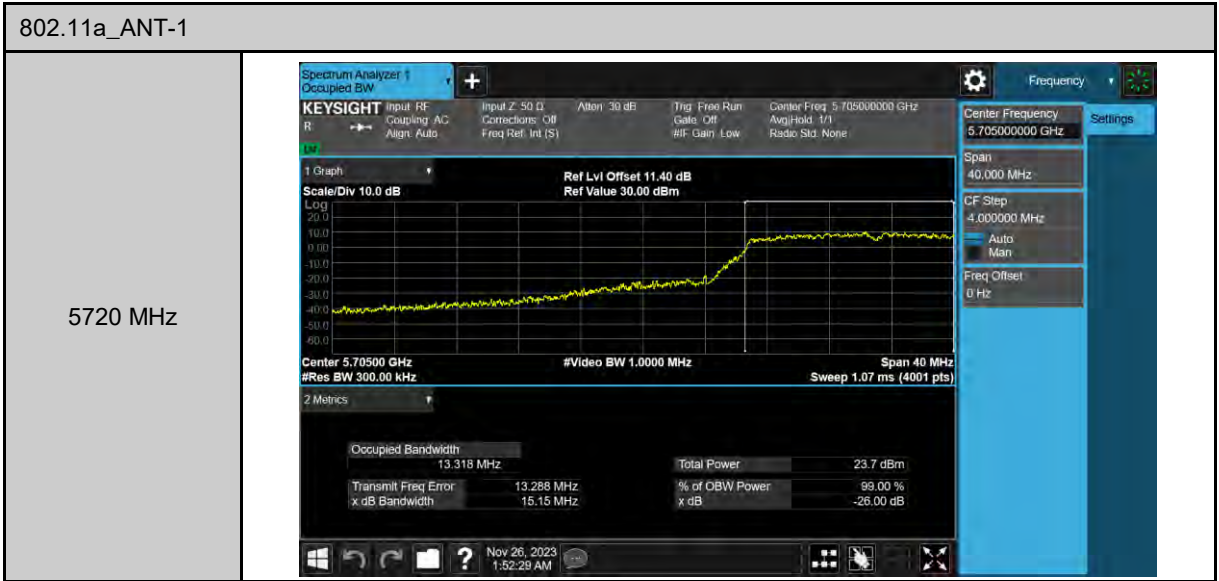 802.11a_ANT-1
5720 MHz
Spectrum Analyzer 1
Occupied BW
+
Frequency
KEYSIGHT
R
Input: RF
Coupling: AC
Align: Auto
Input Z: 50 Ω
Corrections: Off
Freq Ref: Int (S)
Atten: 30 dB
Trig: Free Run
Gate: Off
#IF Gain: Low
Center Freq: 5.705000000 GHz
Avg|Hold: 1/1
Radio Std: None
Center Frequency
5.705000000 GHz
Settings
Span
40.000 MHz
CF Step
4.000000 MHz
Auto
Man
Freq Offset
0 Hz
1 Graph
Scale/Div 10.0 dB
Ref Lvl Offset 11.40 dB
Ref Value 30.00 dBm
Log
20.0
10.0
0.00
-10.0
-20.0
-30.0
-40.0
-50.0
-60.0
Center 5.70500 GHz
#Res BW 300.00 kHz
#Video BW 1.0000 MHz
Span 40 MHz
Sweep 1.07 ms (4001 pts)
2 Metrics
Occupied Bandwidth
13.318 MHz
Total Power 23.7 dBm
Transmit Freq Error 13.288 MHz
% of OBW Power 99.00 %
x dB Bandwidth 15.15 MHz
x dB -26.00 dB
?
Nov 26, 2023
1:52:29 AM